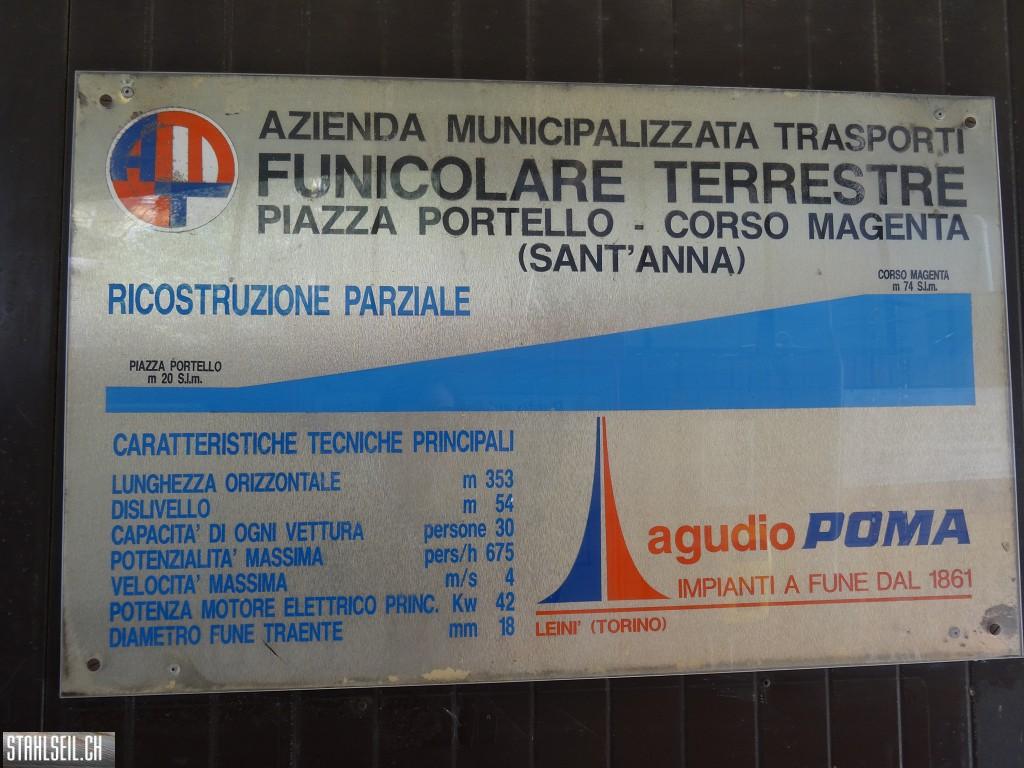 AMT
AZIENDA MUNICIPALIZZATA TRASPORTI
FUNICOLARE TERRESTRE
PIAZZA PORTELLO - CORSO MAGENTA
(SANT'ANNA)
RICOSTRUZIONE PARZIALE
CORSO MAGENTA
m 74 S.l.m.
PIAZZA PORTELLO
m 20 S.l.m.
CARATTERISTICHE TECNICHE PRINCIPALI
LUNGHEZZA ORIZZONTALE m 353
DISLIVELLO m 54
CAPACITA' DI OGNI VETTURA persone 30
POTENZIALITA' MASSIMA pers/h 675
VELOCITA' MASSIMA m/s 4
POTENZA MOTORE ELETTRICO PRINC. Kw 42
DIAMETRO FUNE TRAENTE mm 18
agudio POMA
IMPIANTI A FUNE DAL 1861
LEINI' (TORINO)
STAHLSEIL.CH